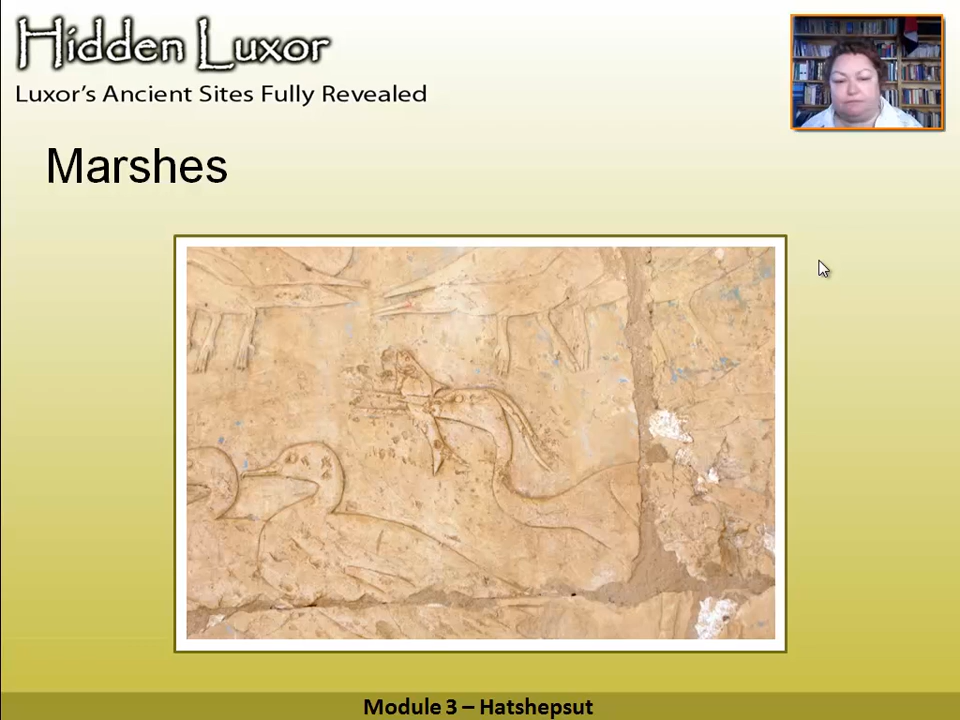 Hidden Luxor
Luxor's Ancient Sites Fully Revealed
Marshes
Module 3 – Hatshepsut